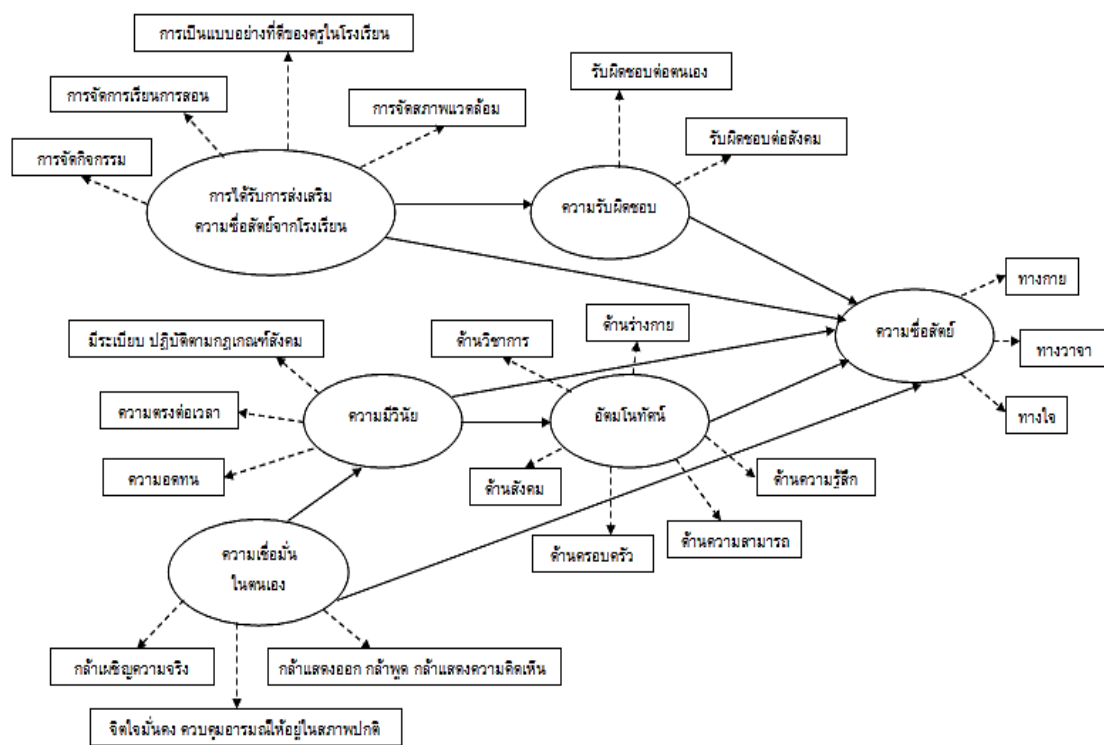 การเป็นแบบอย่างที่ดีของครูในโรงเรียน
รับผิดชอบต่อตนเอง
การจัดการเรียนการสอน
การจัดสภาพแวดล้อม
รับผิดชอบต่อสังคม
การจัดกิจกรรม
การได้รับการส่งเสริม
ความซื่อสัตย์จากโรงเรียน
ความรับผิดชอบ
ทางกาย
ด้านร่างกาย
ความซื่อสัตย์
มีระเบียบ ปฏิบัติตามกฎเกณฑ์สังคม
ด้านวิชาการ
ทางวาจา
ความตรงต่อเวลา
ความมีวินัย
อัตมโนทัศน์
ทางใจ
ความอดทน
ด้านสังคม
ด้านความรู้สึก
ด้านครอบครัว
ด้านความสามารถ
ความเชื่อมั่น
ในตนเอง
กล้าเผชิญความจริง
กล้าแสดงออก กล้าพูด กล้าแสดงความคิดเห็น
จิตใจมั่นคง ควบคุมอารมณ์ให้อยู่ในสภาพปกติ